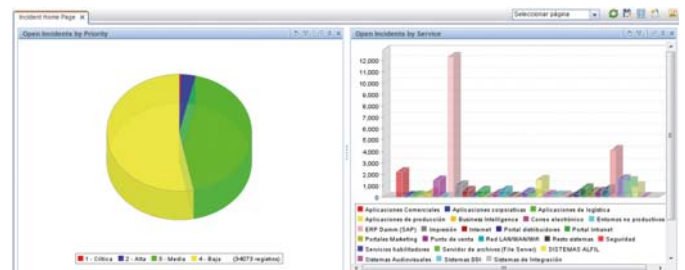 Incident Home Page
Seleccionar página
Open Incidents by Priority
1 - Crítica 2 - Alta 3 - Media 4 - Baja (34073 registros)
Open Incidents by Service
12,000
11,000
10,000
9,000
8,000
7,000
6,000
5,000
4,000
3,000
2,000
1,000
0
Aplicaciones Comerciales Aplicaciones corporativas Aplicaciones de logística
Aplicaciones de producción Business Intelligence Correo electrónico Entornos no productivos
ERP Damm (SAP) Impresión Internet Portal distribuidores Portal Intranet
Portales Marketing Punto de venta Red LAN/WAN/Wifi Resto sistemas Seguridad
Servicios habilitadores Servidor de archivos (File Server) SISTEMAS ALFIL
Sistemas Audiovisuales Sistemas BBI Sistemas de Integración